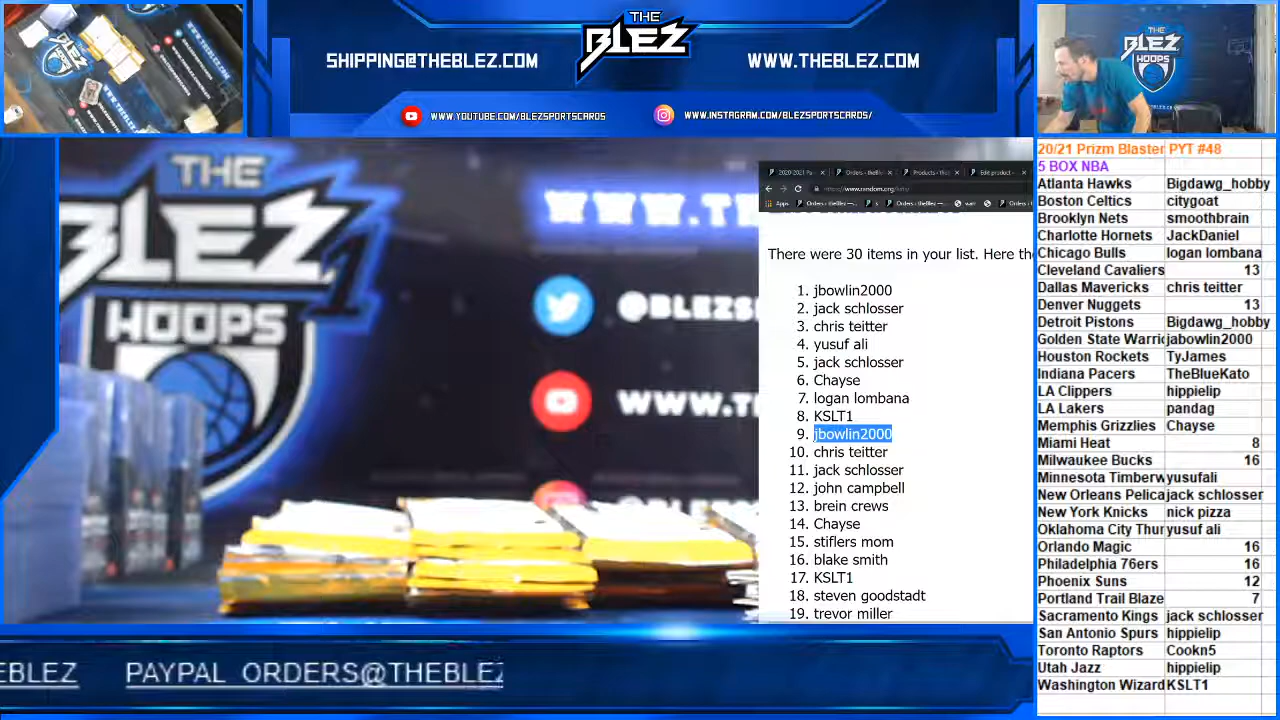 THE
BLEZ
SHIPPING@THEBLEZ.COM
WWW.THEBLEZ.COM
WWW.YOUTUBE.COM/BLEZSPORTSCARDS
WWW.INSTAGRAM.COM/BLEZSPORTSCARDS/
THE
BLEZ
HOOPS
THE
BLEZ
1
HOOPS
WWW.T
@BLEZS
WWW.T
There were 30 items in your list. Here the
1. jbowlin2000
2. jack schlosser
3. chris teitter
4. yusuf ali
5. jack schlosser
6. Chayse
7. logan lombana
8. KSLT1
9. jbowlin2000
10. chris teitter
11. jack schlosser
12. john campbell
13. brein crews
14. Chayse
15. stiflers mom
16. blake smith
17. KSLT1
18. steven goodstadt
19. trevor miller
20/21 Prizm Blaster PYT #48
5 BOX NBA
Atlanta Hawks Bigdawg_hobby
Boston Celtics citygoat
Brooklyn Nets smoothbrain
Charlotte Hornets JackDaniel
Chicago Bulls logan lombana
Cleveland Cavaliers 13
Dallas Mavericks chris teitter
Denver Nuggets 13
Detroit Pistons Bigdawg_hobby
Golden State Warric jabowlin2000
Houston Rockets TyJames
Indiana Pacers TheBlueKato
LA Clippers hippielip
LA Lakers pandag
Memphis Grizzlies Chayse
Miami Heat 8
Milwaukee Bucks 16
Minnesota Timberw yusufali
New Orleans Pelica jack schlosser
New York Knicks nick pizza
Oklahoma City Thur yusuf ali
Orlando Magic 16
Philadelphia 76ers 16
Phoenix Suns 12
Portland Trail Blaze 7
Sacramento Kings jack schlosser
San Antonio Spurs hippielip
Toronto Raptors Cookn5
Utah Jazz hippielip
Washington Wizard KSLT1
EBLEZ PAYPAL ORDERS@THEBLEZ